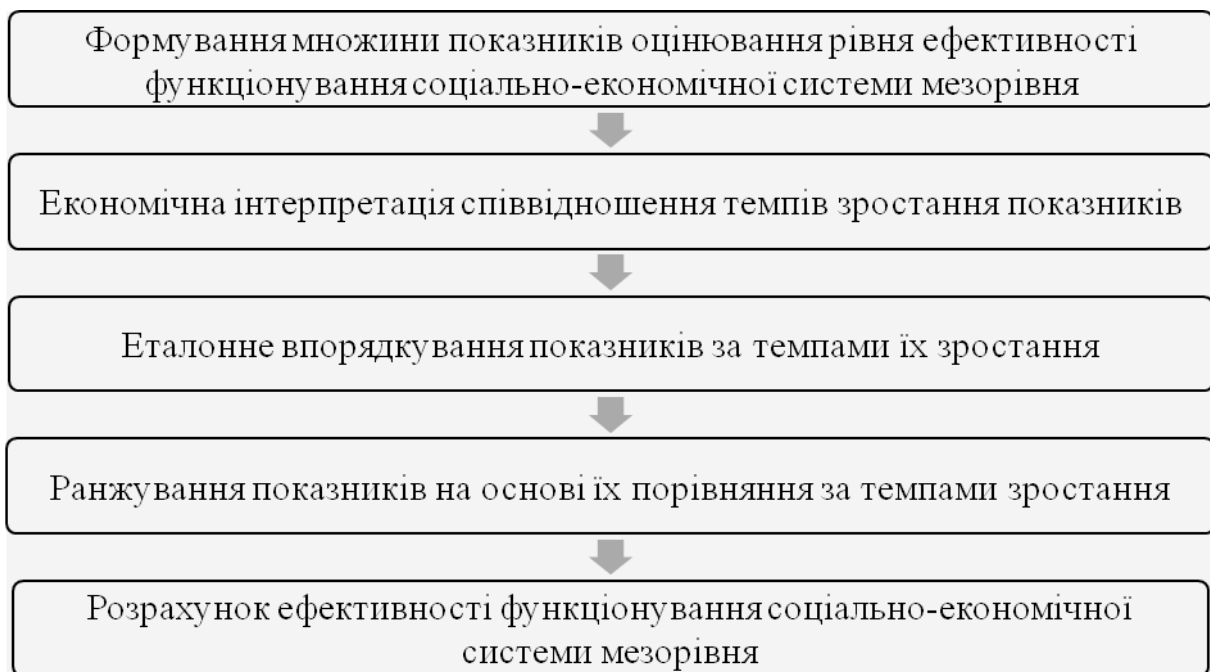 Формування множини показників оцінювання рівня ефективності
функціонування соціально-економічної системи мезорівня
Економічна інтерпретація співвідношення темпів зростання показників
Еталонне впорядкування показників за темпами їх зростання
Ранжування показників на основі їх порівняння за темпами зростання
Розрахунок ефективності функціонування соціально-економічної
системи мезорівня